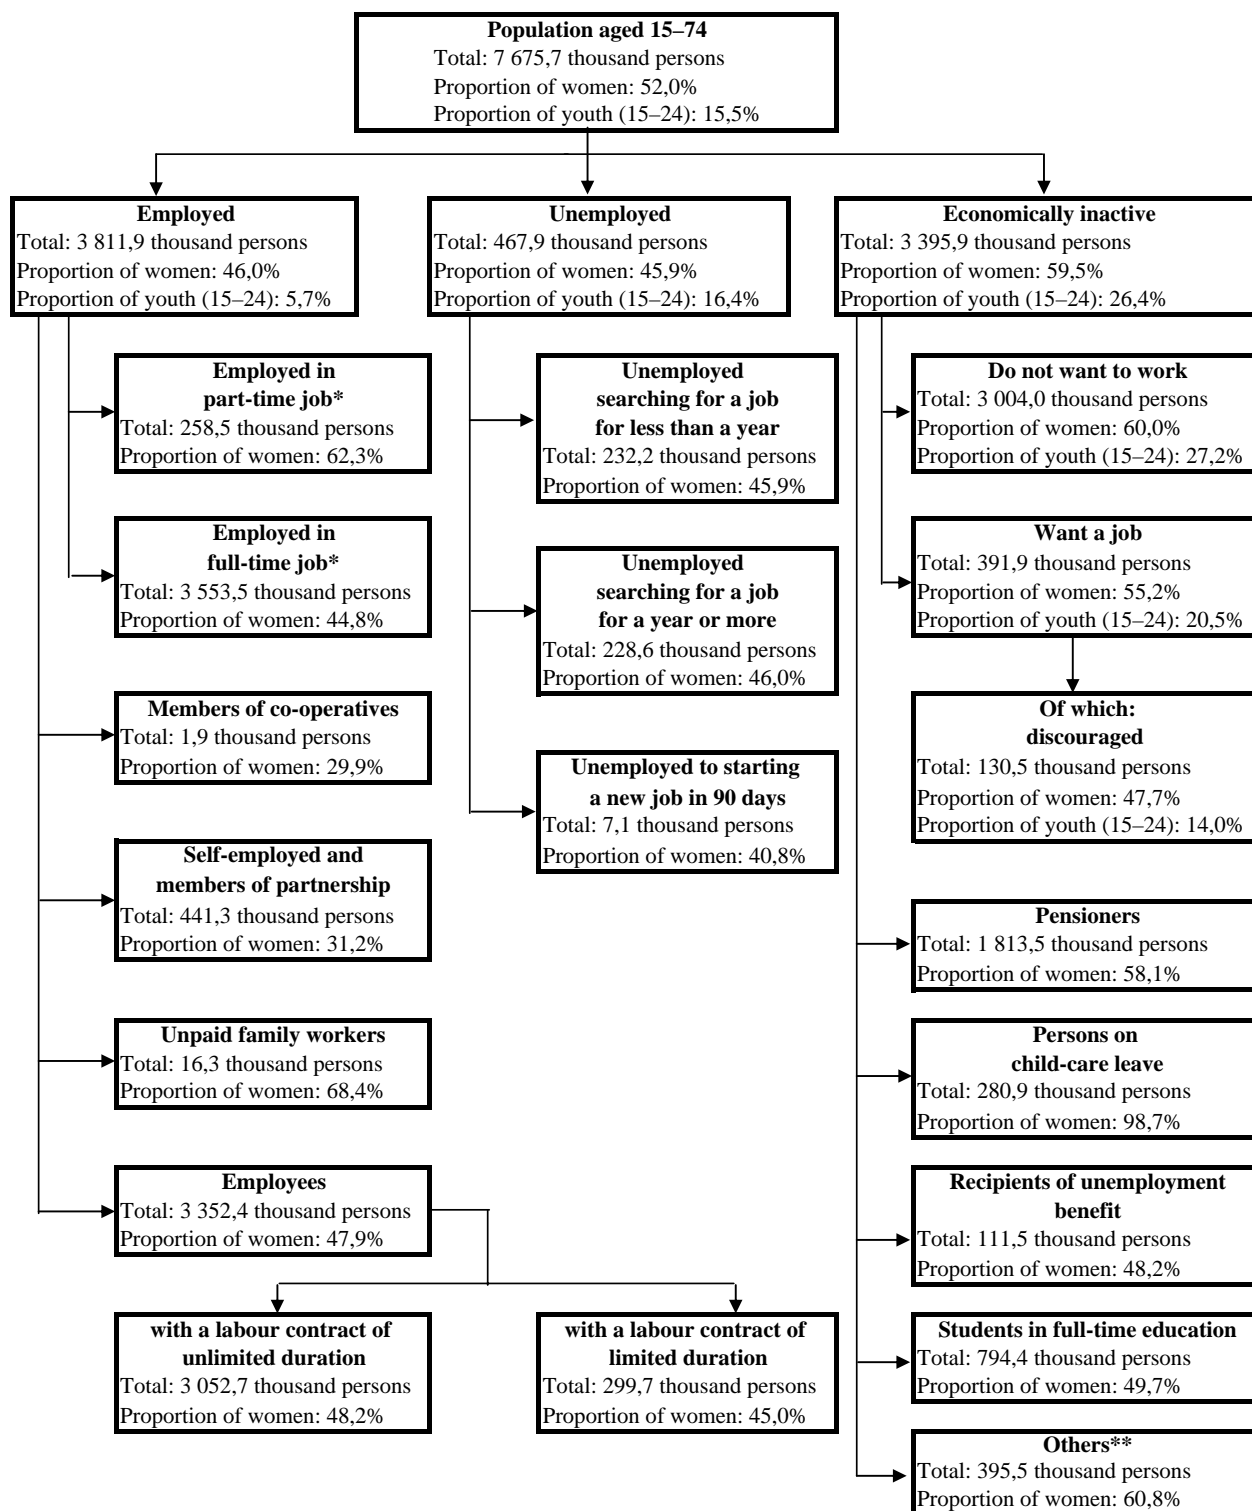 Population aged 15–74
Total: 7 675,7 thousand persons
Proportion of women: 52,0%
Proportion of youth (15–24): 15,5%
Employed
Total: 3 811,9 thousand persons
Proportion of women: 46,0%
Proportion of youth (15–24): 5,7%
Unemployed
Total: 467,9 thousand persons
Proportion of women: 45,9%
Proportion of youth (15–24): 16,4%
Economically inactive
Total: 3 395,9 thousand persons
Proportion of women: 59,5%
Proportion of youth (15–24): 26,4%
Employed in
part-time job*
Total: 258,5 thousand persons
Proportion of women: 62,3%
Employed in
full-time job*
Total: 3 553,5 thousand persons
Proportion of women: 44,8%
Members of co-operatives
Total: 1,9 thousand persons
Proportion of women: 29,9%
Self-employed and
members of partnership
Total: 441,3 thousand persons
Proportion of women: 31,2%
Unpaid family workers
Total: 16,3 thousand persons
Proportion of women: 68,4%
Employees
Total: 3 352,4 thousand persons
Proportion of women: 47,9%
with a labour contract of
unlimited duration
Total: 3 052,7 thousand persons
Proportion of women: 48,2%
with a labour contract of
limited duration
Total: 299,7 thousand persons
Proportion of women: 45,0%
Unemployed
searching for a job
for less than a year
Total: 232,2 thousand persons
Proportion of women: 45,9%
Unemployed
searching for a job
for a year or more
Total: 228,6 thousand persons
Proportion of women: 46,0%
Unemployed to starting
a new job in 90 days
Total: 7,1 thousand persons
Proportion of women: 40,8%
Do not want to work
Total: 3 004,0 thousand persons
Proportion of women: 60,0%
Proportion of youth (15–24): 27,2%
Want a job
Total: 391,9 thousand persons
Proportion of women: 55,2%
Proportion of youth (15–24): 20,5%
Of which:
discouraged
Total: 130,5 thousand persons
Proportion of women: 47,7%
Proportion of youth (15–24): 14,0%
Pensioners
Total: 1 813,5 thousand persons
Proportion of women: 58,1%
Persons on
child-care leave
Total: 280,9 thousand persons
Proportion of women: 98,7%
Recipients of unemployment
benefit
Total: 111,5 thousand persons
Proportion of women: 48,2%
Students in full-time education
Total: 794,4 thousand persons
Proportion of women: 49,7%
Others**
Total: 395,5 thousand persons
Proportion of women: 60,8%